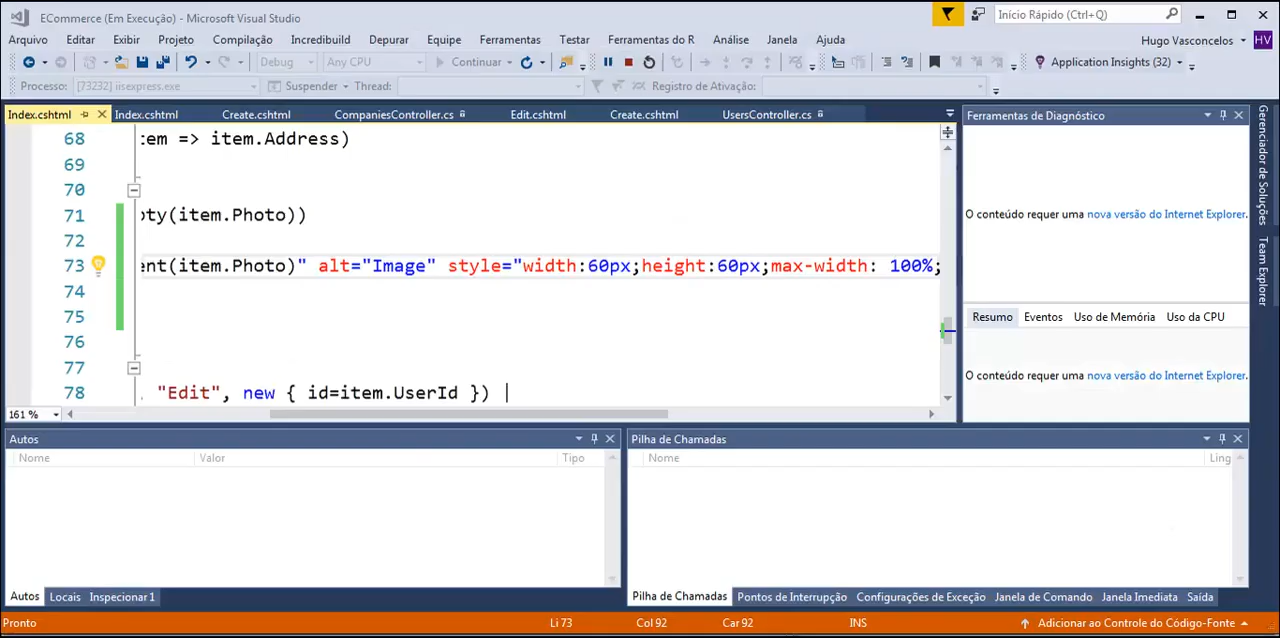 ECommerce (Em Execução) - Microsoft Visual Studio
Início Rápido (Ctrl+Q)
Arquivo Editar Exibir Projeto Compilação Incredibuild Depurar Equipe Ferramentas Testar Ferramentas do R Análise Janela Ajuda
Hugo Vasconcelos HV
Debug Any CPU Continuar Application Insights (32)
Processo: [73232] iisexpress.exe Suspender Thread: Registro de Ativação:
Index.cshtml Index.cshtml Create.cshtml CompaniesController.cs Edit.cshtml Create.cshtml UsersController.cs
Ferramentas de Diagnóstico
68 tem => item.Address)
69
70
71 pty(item.Photo))
72
73 ent(item.Photo)" alt="Image" style="width:60px;height:60px;max-width: 100%;
74
75
76
77
78 "Edit", new { id=item.UserId }) |
161 %
O conteúdo requer uma nova versão do Internet Explorer.
Resumo Eventos Uso de Memória Uso da CPU
O conteúdo requer uma nova versão do Internet Explorer.
Gerenciador de Soluções
Team Explorer
Autos
Nome Valor Tipo
Autos Locais Inspecionar 1
Pilha de Chamadas
Nome Ling
Pilha de Chamadas Pontos de Interrupção Configurações de Exceção Janela de Comando Janela Imediata Saída
Pronto Li 73 Col 92 Car 92 INS Adicionar ao Controle do Código-Fonte